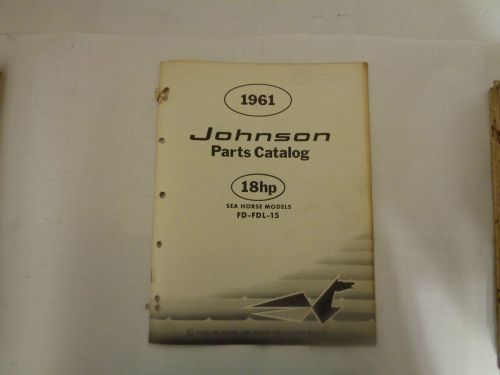 1961
Johnson
Parts Catalog
18hp
SEA HORSE MODELS
FD-FDL-15